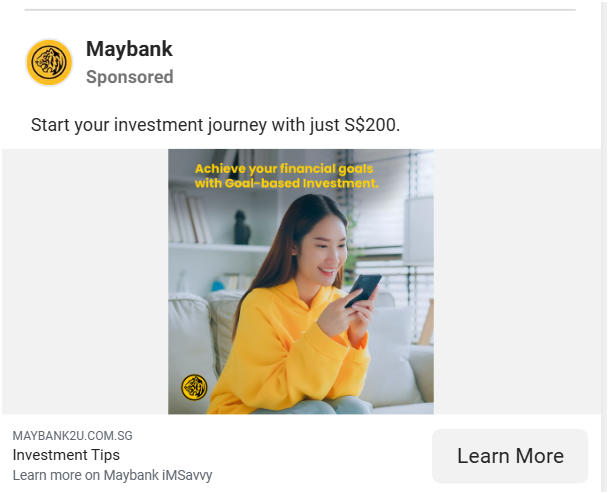 Maybank
Sponsored
Start your investment journey with just S$200.
Achieve your financial goals
with Goal-based Investment.
MAYBANK2U.COM.SG
Investment Tips
Learn more on Maybank iMSavvy
Learn More